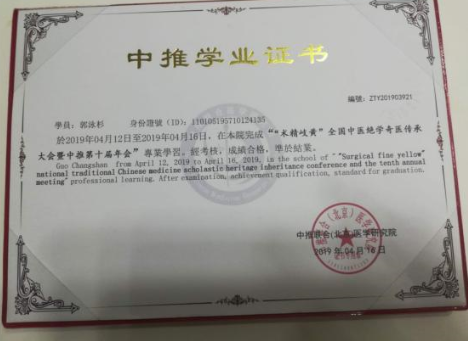 中推学业证书
編號：ZTY201903921
學員：郭泳杉 身份證號（ID）：110105195710124135
於2019年04月12日至2019年04月16日，在本院完成“"术精岐黄”全国中医绝学奇医传承
大会暨中推第十届年会”專業學習。經考核，成績合格，準於結業。
Guo Changshan from April 12, 2019 to April 16, 2019, in the school of "“Surgical fine yellow”
national traditional Chinese medicine scholastic heritage inheritance conference and the tenth annual
meeting" professional learning. After examination, achievement qualification, standard for graduation.
中推联合(北京)医学研究院
2019年04月16日